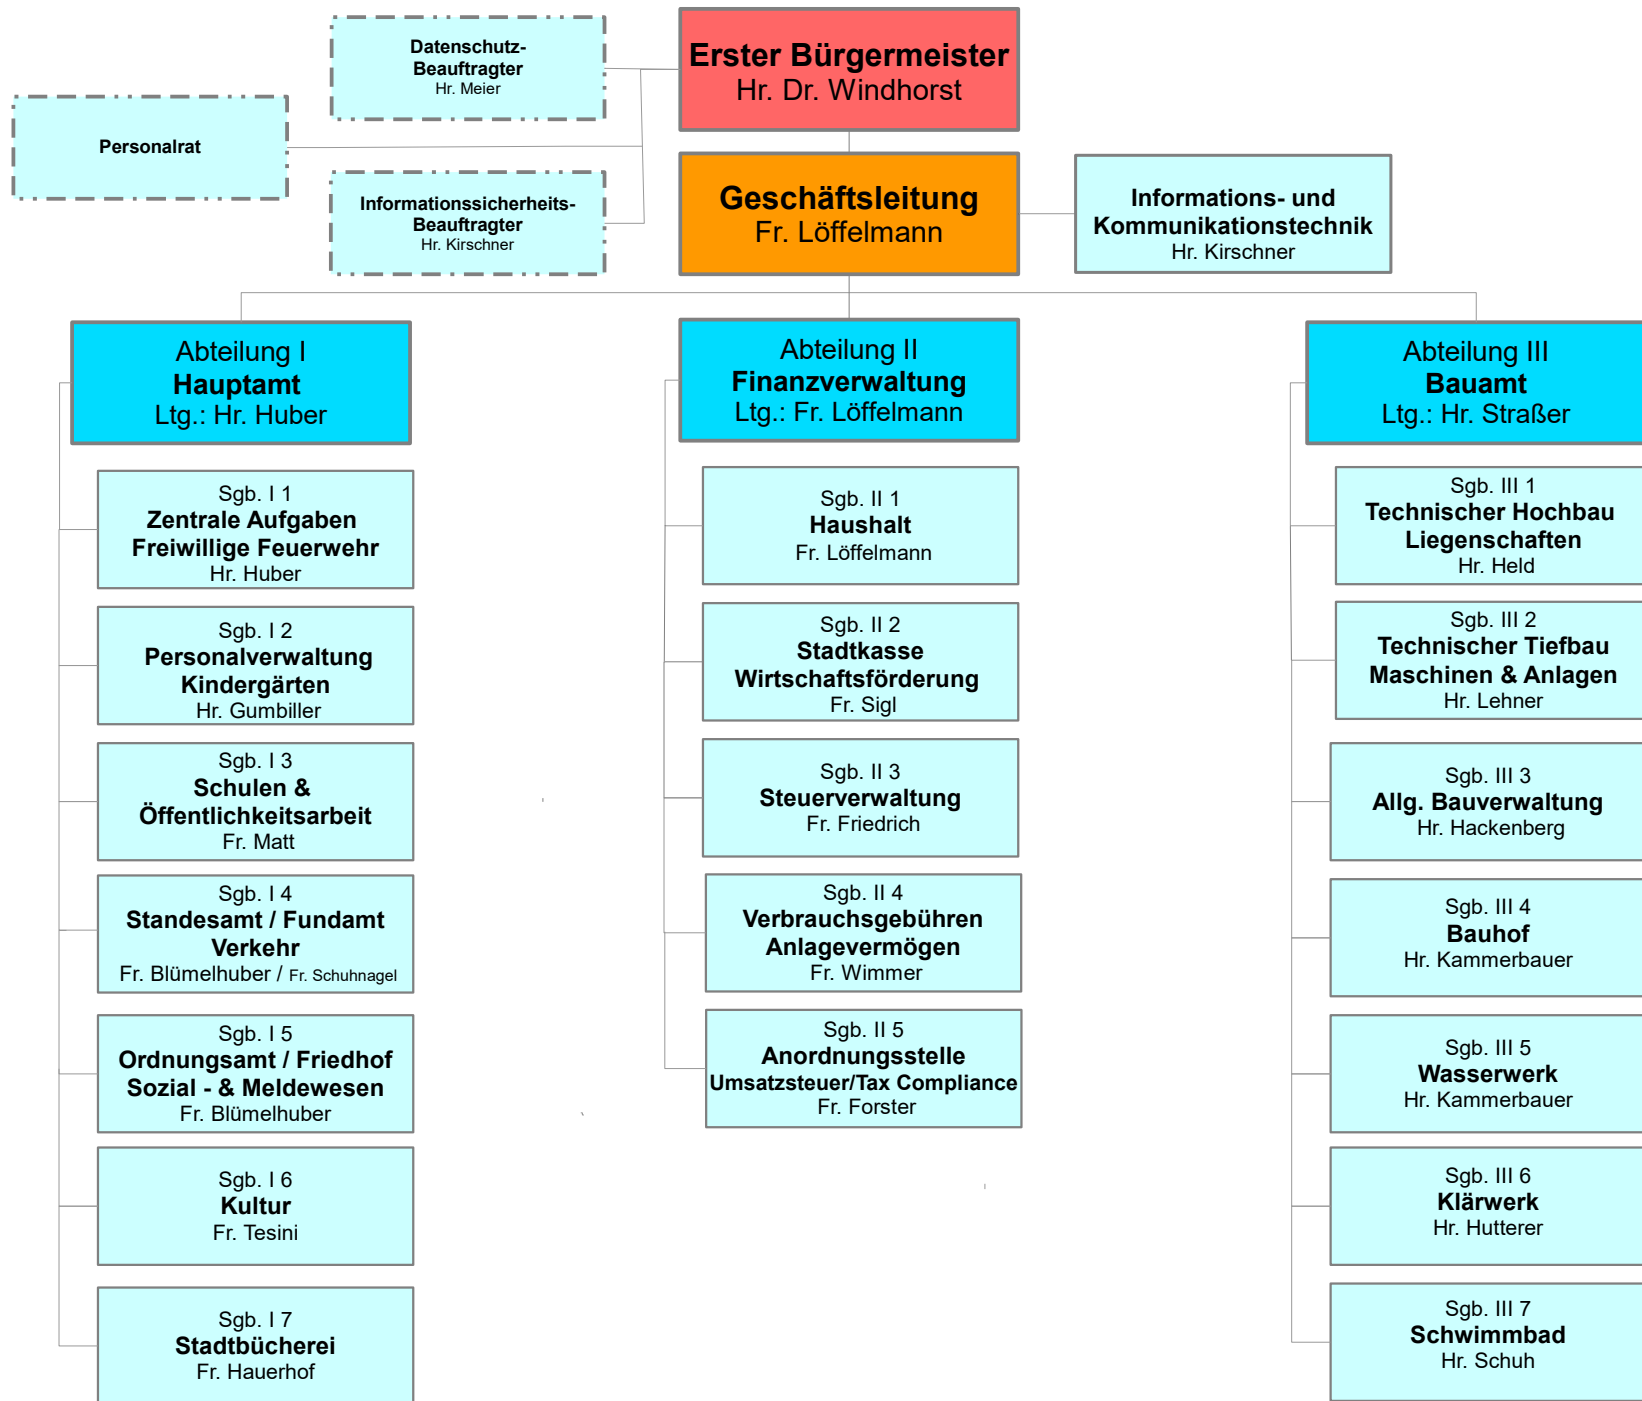 Datenschutz-
Beauftragter
Hr. Meier
Erster Bürgermeister
Hr. Dr. Windhorst
Personalrat
Informationssicherheits-
Beauftragter
Hr. Kirschner
Geschäftsleitung
Fr. Löffelmann
Informations- und
Kommunikationstechnik
Hr. Kirschner
Abteilung I
Hauptamt
Ltg.: Hr. Huber
Sgb. I 1
Zentrale Aufgaben
Freiwillige Feuerwehr
Hr. Huber
Sgb. I 2
Personalverwaltung
Kindergärten
Hr. Gumbiller
Sgb. I 3
Schulen &
Öffentlichkeitsarbeit
Fr. Matt
Sgb. I 4
Standesamt / Fundamt
Verkehr
Fr. Blümelhuber / Fr. Schuhnagel
Sgb. I 5
Ordnungsamt / Friedhof
Sozial - & Meldewesen
Fr. Blümelhuber
Sgb. I 6
Kultur
Fr. Tesini
Sgb. I 7
Stadtbücherei
Fr. Hauerhof
Abteilung II
Finanzverwaltung
Ltg.: Fr. Löffelmann
Sgb. II 1
Haushalt
Fr. Löffelmann
Sgb. II 2
Stadtkasse
Wirtschaftsförderung
Fr. Sigl
Sgb. II 3
Steuerverwaltung
Fr. Friedrich
Sgb. II 4
Verbrauchsgebühren
Anlagevermögen
Fr. Wimmer
Sgb. II 5
Anordnungsstelle
Umsatzsteuer/Tax Compliance
Fr. Forster
Abteilung III
Bauamt
Ltg.: Hr. Straßer
Sgb. III 1
Technischer Hochbau
Liegenschaften
Hr. Held
Sgb. III 2
Technischer Tiefbau
Maschinen & Anlagen
Hr. Lehner
Sgb. III 3
Allg. Bauverwaltung
Hr. Hackenberg
Sgb. III 4
Bauhof
Hr. Kammerbauer
Sgb. III 5
Wasserwerk
Hr. Kammerbauer
Sgb. III 6
Klärwerk
Hr. Hutterer
Sgb. III 7
Schwimmbad
Hr. Schuh